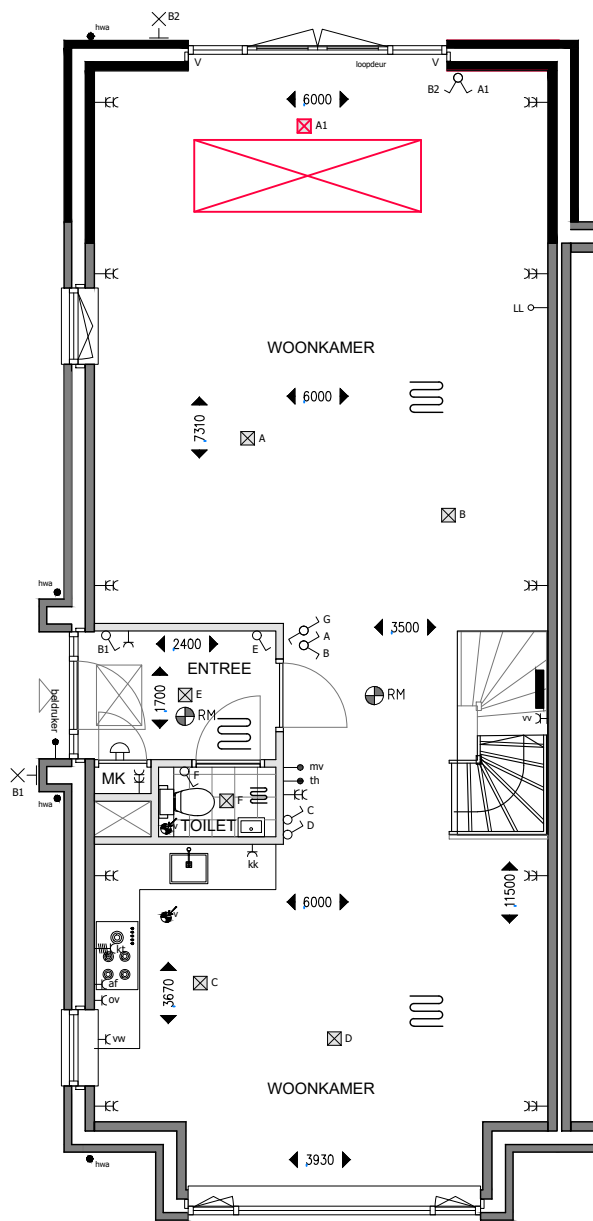 B2
hwa
V
loopdeur
V
B2 A1
6000
A1
LL
WOONKAMER
6000
7310
A
B
hwa
G
A
B
3500
B1
2400
E
ENTREE
1700
E
RM
RM
beldrukker
vv
MK
mv
th
F
F
B1
hwa
C
TOILET
D
v
kk
6000
11500
v
kt
af
3670
C
ov
vw
D
WOONKAMER
3930
hwa